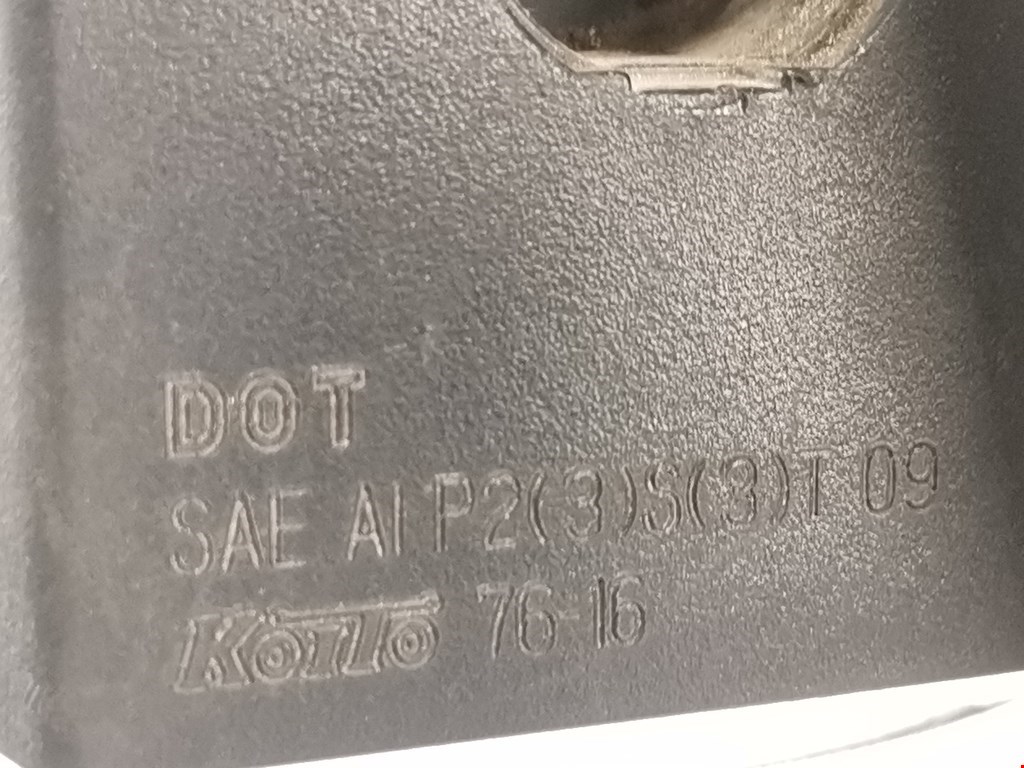 DOT
SAE AI P2(3)S(3)T 09
KoiTo 76-16